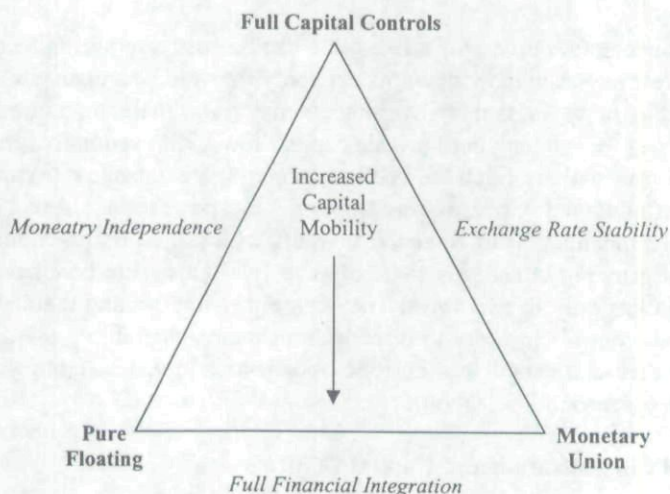 Full Capital Controls
Increased
Capital
Mobility
Moneatry Independence
Exchange Rate Stability
Pure
Floating
Monetary
Union
Full Financial Integration